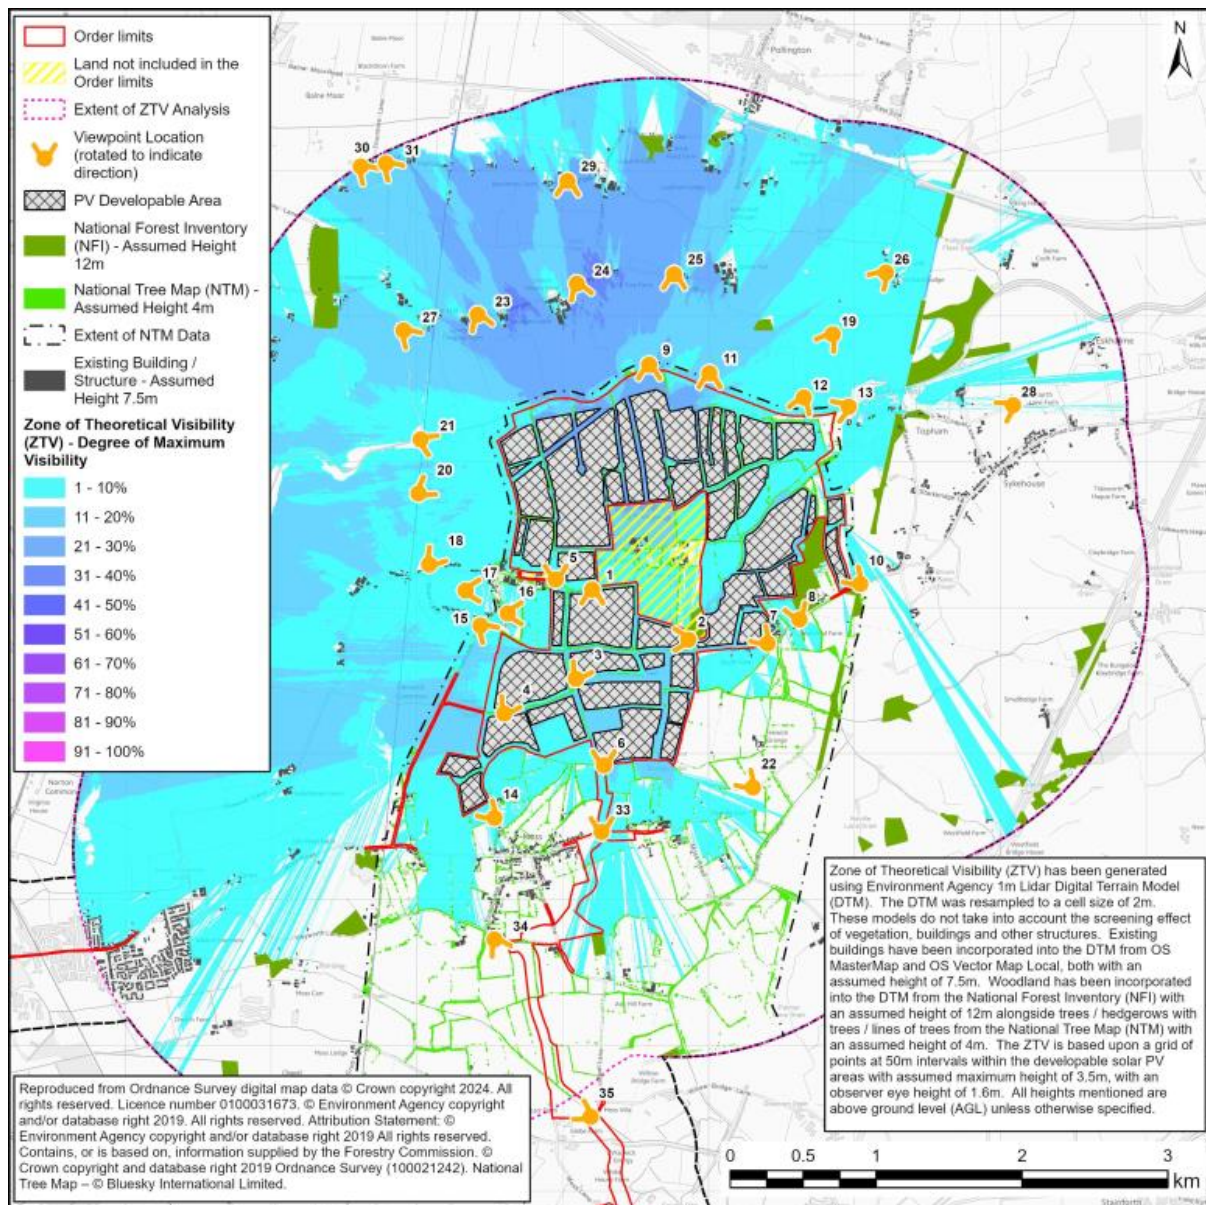 Order limits
Land not included in the
Order limits
Extent of ZTV Analysis
Viewpoint Location
(rotated to indicate
direction)
PV Developable Area
National Forest Inventory
(NFI) - Assumed Height
12m
National Tree Map (NTM) -
Assumed Height 4m
Extent of NTM Data
Existing Building /
Structure - Assumed
Height 7.5m
Zone of Theoretical Visibility
(ZTV) - Degree of Maximum
Visibility
1 - 10%
11 - 20%
21 - 30%
31 - 40%
41 - 50%
51 - 60%
61 - 70%
71 - 80%
81 - 90%
91 - 100%
N
Pollington
30
31
29
24
25
26
23
27
19
9
11
12
13
28
Eskholme
Topham
Sykehouse
21
20
18
17
5
1
16
15
10
8
7
2
3
4
6
22
14
33
34
35
Norton
Common
Zone of Theoretical Visibility (ZTV) has been generated
using Environment Agency 1m Lidar Digital Terrain Model
(DTM). The DTM was resampled to a cell size of 2m.
These models do not take into account the screening effect
of vegetation, buildings and other structures. Existing
buildings have been incorporated into the DTM from OS
MasterMap and OS Vector Map Local, both with an
assumed height of 7.5m. Woodland has been incorporated
into the DTM from the National Forest Inventory (NFI) with
an assumed height of 12m alongside trees / hedgerows with
trees / lines of trees from the National Tree Map (NTM) with
an assumed height of 4m. The ZTV is based upon a grid of
points at 50m intervals within the developable solar PV
areas with assumed maximum height of 3.5m, with an
observer eye height of 1.6m. All heights mentioned are
above ground level (AGL) unless otherwise specified.
Reproduced from Ordnance Survey digital map data © Crown copyright 2024. All
rights reserved. Licence number 0100031673. © Environment Agency copyright
and/or database right 2019. All rights reserved. Attribution Statement: ©
Environment Agency copyright and/or database right 2019 All rights reserved.
Contains, or is based on, information supplied by the Forestry Commission. ©
Crown copyright and database right 2019 Ordnance Survey (100021242). National
Tree Map – © Bluesky International Limited.
0 0.5 1 2 3
km
Stainforth